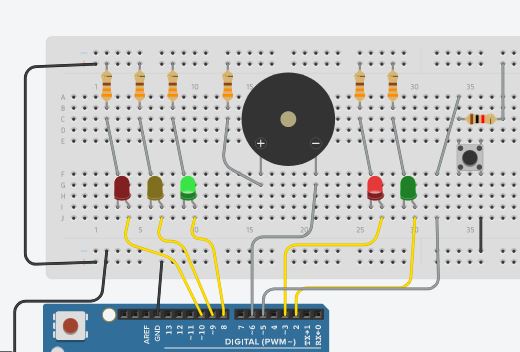 1 5 10 15 25 30 35
A
B
C
D
E
+ −
F
G
H
I
J
1 5 10 15 20 25 30 35
AREF
GND
13
12
~11
~10
~9
8
7
~6
~5
4
~3
2
TX→1
RX←0
DIGITAL (PWM~)